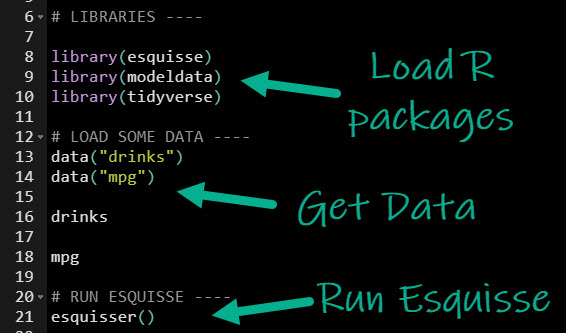 6 # LIBRARIES ----
7
8 library(esquisse)
9 library(modeldata)
10 library(tidyverse)
Load R
packages
11
12 # LOAD SOME DATA ----
13 data("drinks")
14 data("mpg")
15
Get Data
16 drinks
17
18 mpg
19
20 # RUN ESQUISSE ----
21 esquisser()
Run Esquisse